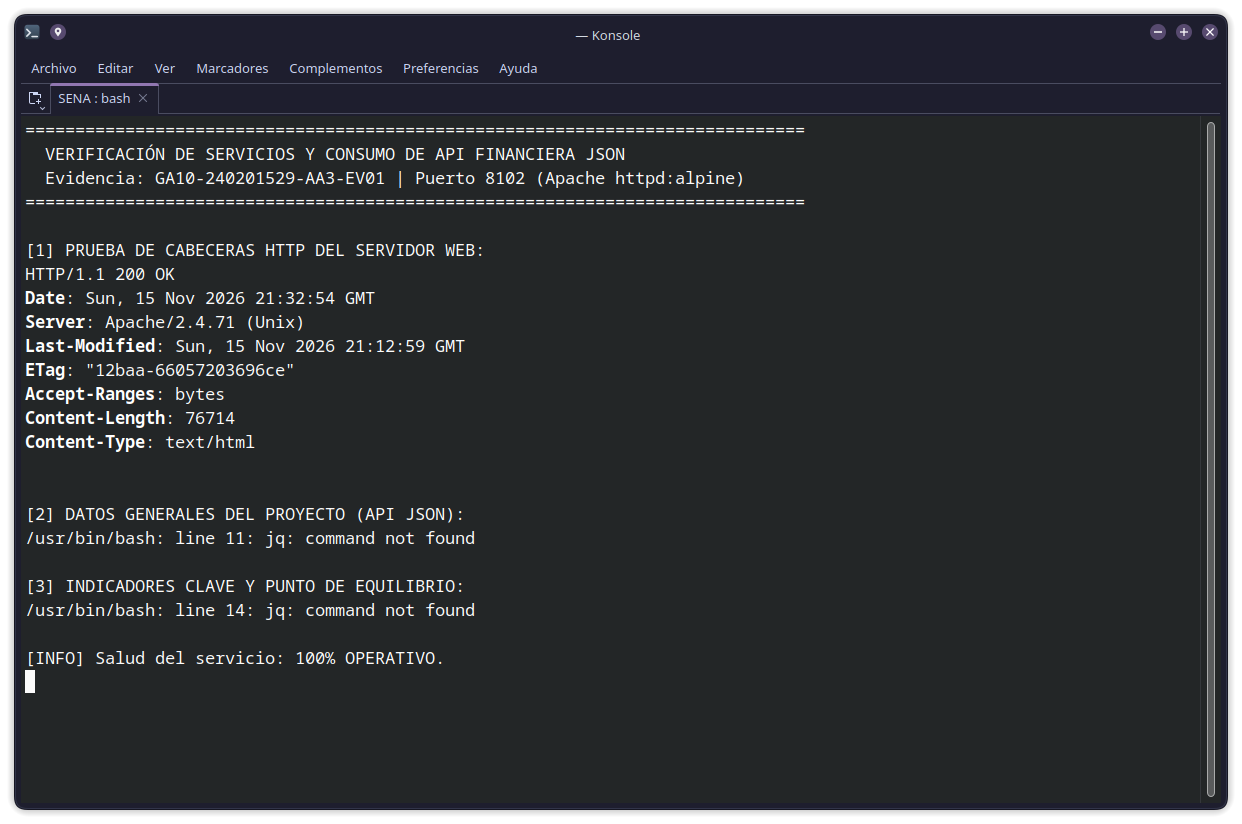 — Konsole
Archivo Editar Ver Marcadores Complementos Preferencias Ayuda
SENA : bash
==============================================================================
  VERIFICACIÓN DE SERVICIOS Y CONSUMO DE API FINANCIERA JSON
  Evidencia: GA10-240201529-AA3-EV01 | Puerto 8102 (Apache httpd:alpine)
==============================================================================
[1] PRUEBA DE CABECERAS HTTP DEL SERVIDOR WEB:
HTTP/1.1 200 OK
Date: Sun, 15 Nov 2026 21:32:54 GMT
Server: Apache/2.4.71 (Unix)
Last-Modified: Sun, 15 Nov 2026 21:12:59 GMT
ETag: "12baa-66057203696ce"
Accept-Ranges: bytes
Content-Length: 76714
Content-Type: text/html
[2] DATOS GENERALES DEL PROYECTO (API JSON):
/usr/bin/bash: line 11: jq: command not found
[3] INDICADORES CLAVE Y PUNTO DE EQUILIBRIO:
/usr/bin/bash: line 14: jq: command not found
[INFO] Salud del servicio: 100% OPERATIVO.